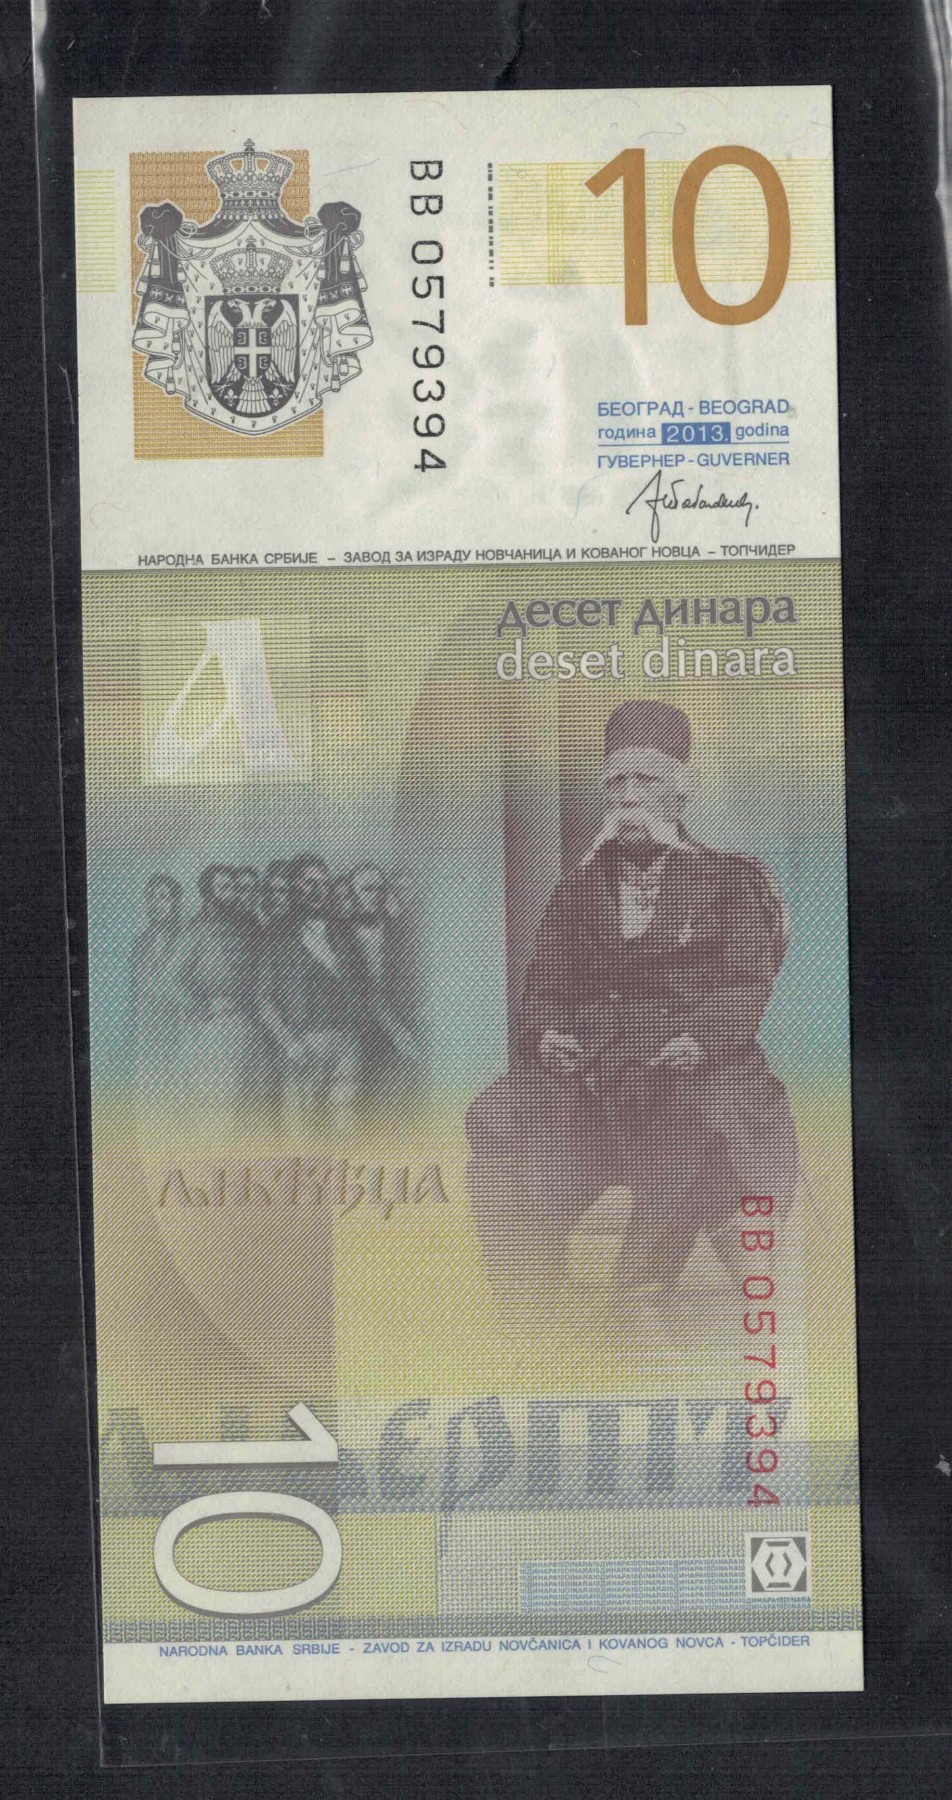 BB 0579394
10
БЕОГРАД - BEOGRAD
година 2013. godina
ГУВЕРНЕР - GUVERNER
НАРОДНА БАНКА СРБИЈЕ – ЗАВОД ЗА ИЗРАДУ НОВЧАНИЦА И КОВАНОГ НОВЦА – ТОПЧИДЕР
десет динара
deset dinara
А
BB 0579394
10
NARODNA BANKA SRBIJE - ZAVOD ZA IZRADU NOVČANICA I KOVANOG NOVCA - TOPČIDER